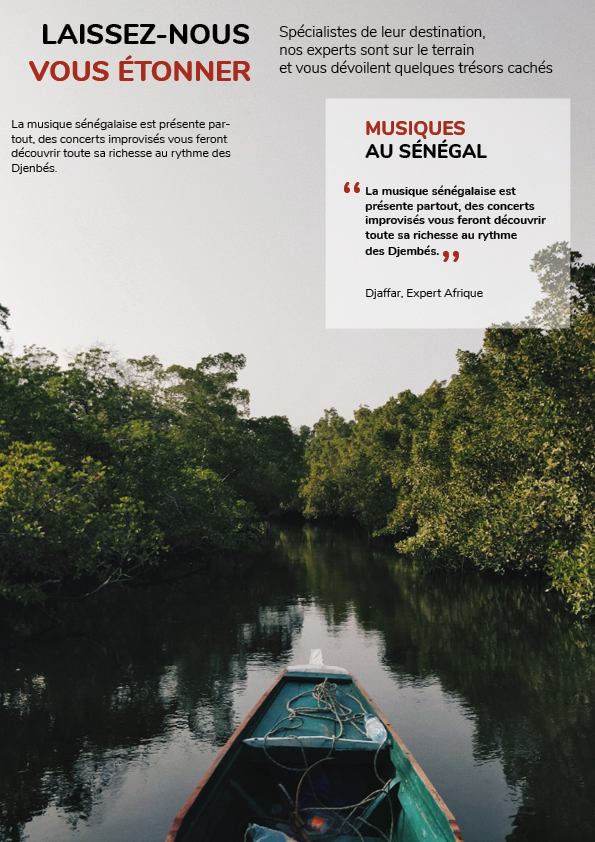 LAISSEZ-NOUS
VOUS ÉTONNER
Spécialistes de leur destination,
nos experts sont sur le terrain
et vous dévoilent quelques trésors cachés
La musique sénégalaise est présente par-
tout, des concerts improvisés vous feront
découvrir toute sa richesse au rythme des
Djenbés.
MUSIQUES
AU SÉNÉGAL
“ La musique sénégalaise est
présente partout, des concerts
improvisés vous feront découvrir
toute sa richesse au rythme
des Djembés. ”
Djaffar, Expert Afrique